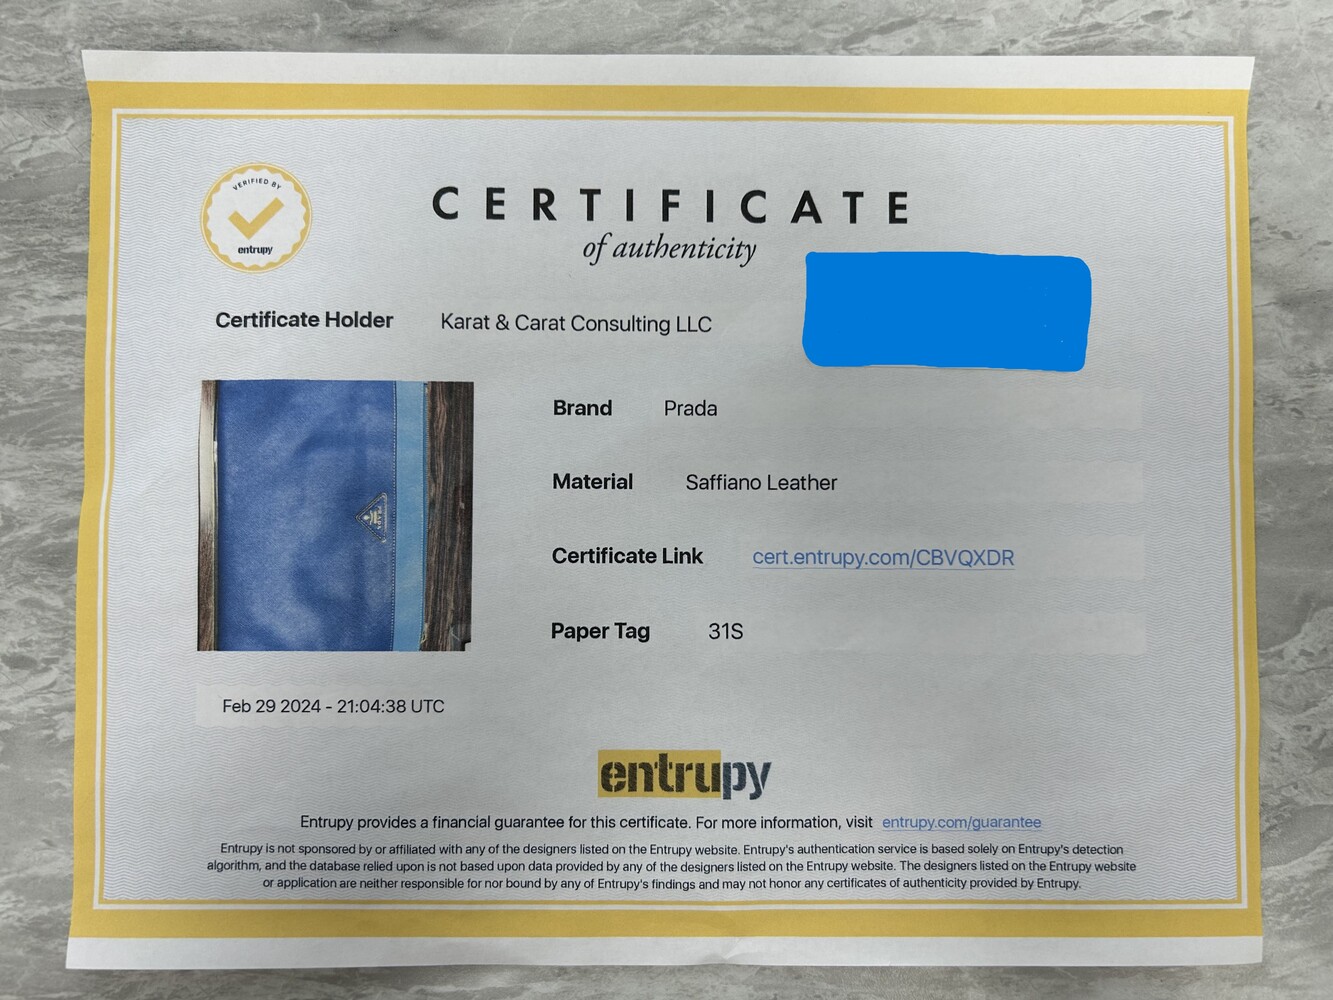 VERIFIED BY
entrupy
CERTIFICATE
of authenticity
Certificate Holder Karat & Carat Consulting LLC
Brand Prada
PRADA
Material Saffiano Leather
Certificate Link cert.entrupy.com/CBVQXDR
Paper Tag 31S
Feb 29 2024 - 21:04:38 UTC
entrupy
Entrupy provides a financial guarantee for this certificate. For more information, visit entrupy.com/guarantee
Entrupy is not sponsored by or affiliated with any of the designers listed on the Entrupy website. Entrupy's authentication service is based solely on Entrupy's detection
algorithm, and the database relied upon is not based upon data provided by any of the designers listed on the Entrupy website. The designers listed on the Entrupy website
or application are neither responsible for nor bound by any of Entrupy's findings and may not honor any certificates of authenticity provided by Entrupy.